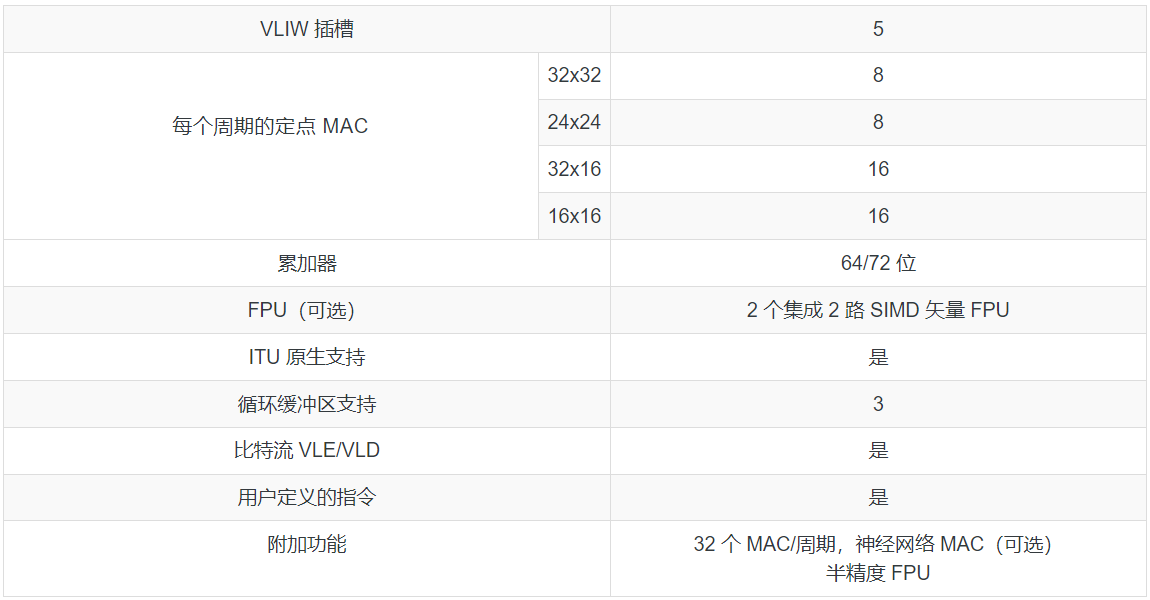 VLIW 插槽 5
32x32 8
每个周期的定点 MAC
24x24 8
32x16 16
16x16 16
累加器 64/72 位
FPU（可选） 2 个集成 2 路 SIMD 矢量 FPU
ITU 原生支持 是
循环缓冲区支持 3
比特流 VLE/VLD 是
用户定义的指令 是
附加功能 32 个 MAC/周期，神经网络 MAC（可选）
半精度 FPU